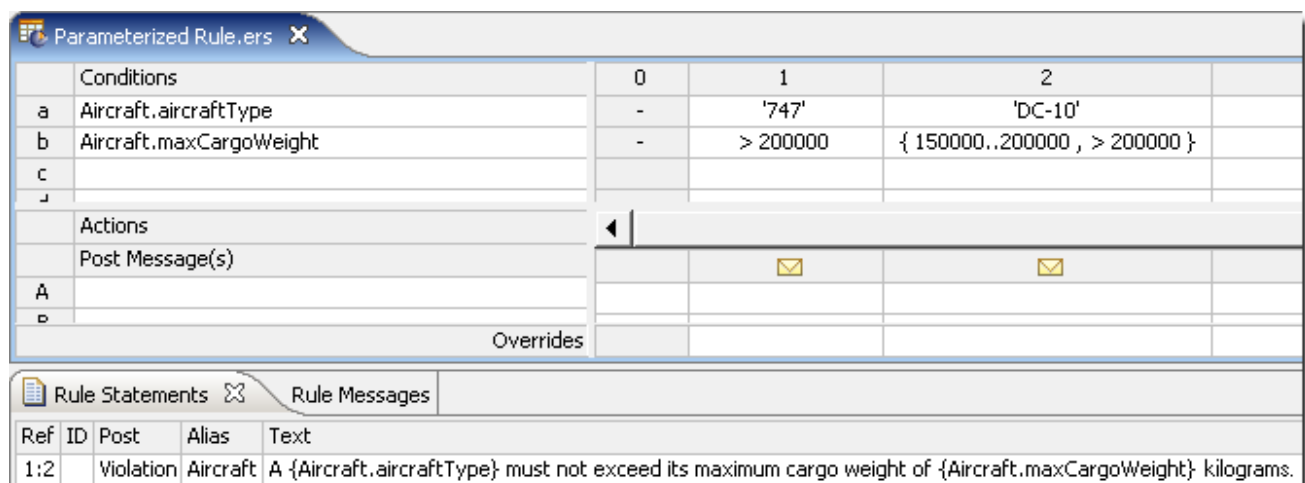 Parameterized Rule.ers
Conditions 0 1 2
a Aircraft.aircraftType - '747' 'DC-10'
b Aircraft.maxCargoWeight - > 200000 { 150000..200000 , > 200000 }
c
Actions
Post Message(s)
A
Overrides
Rule Statements Rule Messages
Ref ID Post Alias Text
1:2 Violation Aircraft A {Aircraft.aircraftType} must not exceed its maximum cargo weight of {Aircraft.maxCargoWeight} kilograms.